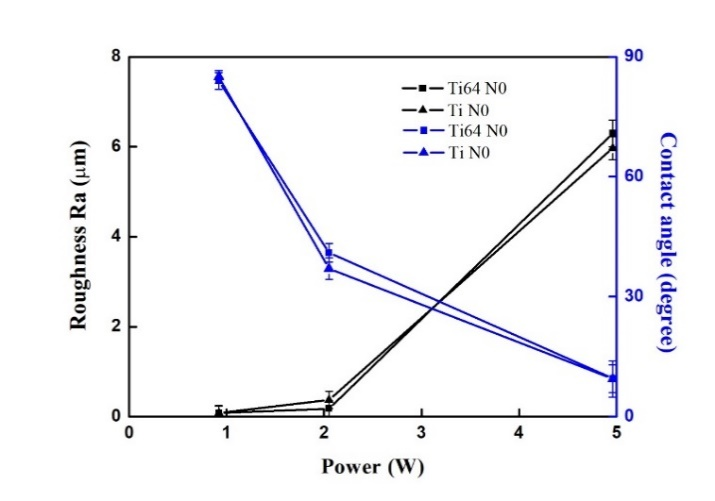 8
6
4
2
0
Roughness Ra (μm)
90
60
30
0
Contact angle (degree)
Ti64 N0
Ti N0
Ti64 N0
Ti N0
0 1 2 3 4 5
Power (W)